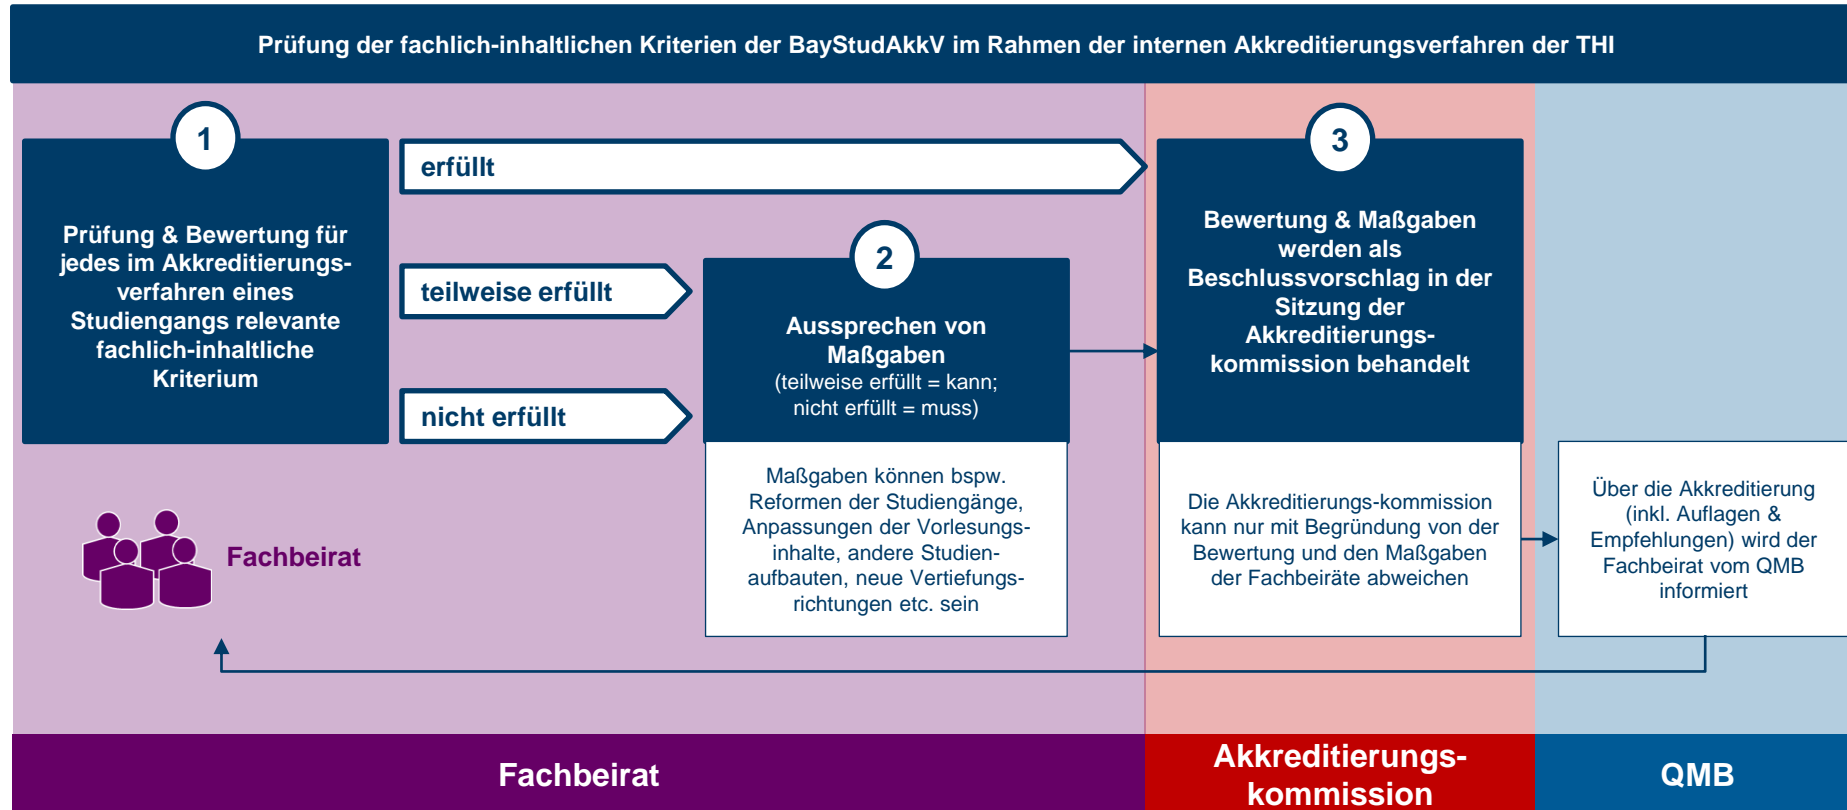 Prüfung der fachlich-inhaltlichen Kriterien der BayStudAkkV im Rahmen der internen Akkreditierungsverfahren der THI
1
Prüfung & Bewertung für
jedes im Akkreditierungs-
verfahren eines
Studiengangs relevante
fachlich-inhaltliche
Kriterium
erfüllt
teilweise erfüllt
nicht erfüllt
2
Aussprechen von
Maßgaben
(teilweise erfüllt = kann;
nicht erfüllt = muss)
Maßgaben können bspw.
Reformen der Studiengänge,
Anpassungen der Vorlesungs-
inhalte, andere Studien-
aufbauten, neue Vertiefungs-
richtungen etc. sein
3
Bewertung & Maßgaben
werden als
Beschlussvorschlag in der
Sitzung der
Akkreditierungs-
kommission behandelt
Die Akkreditierungs-kommission
kann nur mit Begründung von der
Bewertung und den Maßgaben
der Fachbeiräte abweichen
Über die Akkreditierung
(inkl. Auflagen &
Empfehlungen) wird der
Fachbeirat vom QMB
informiert
Fachbeirat
Fachbeirat
Akkreditierungs-
kommission
QMB